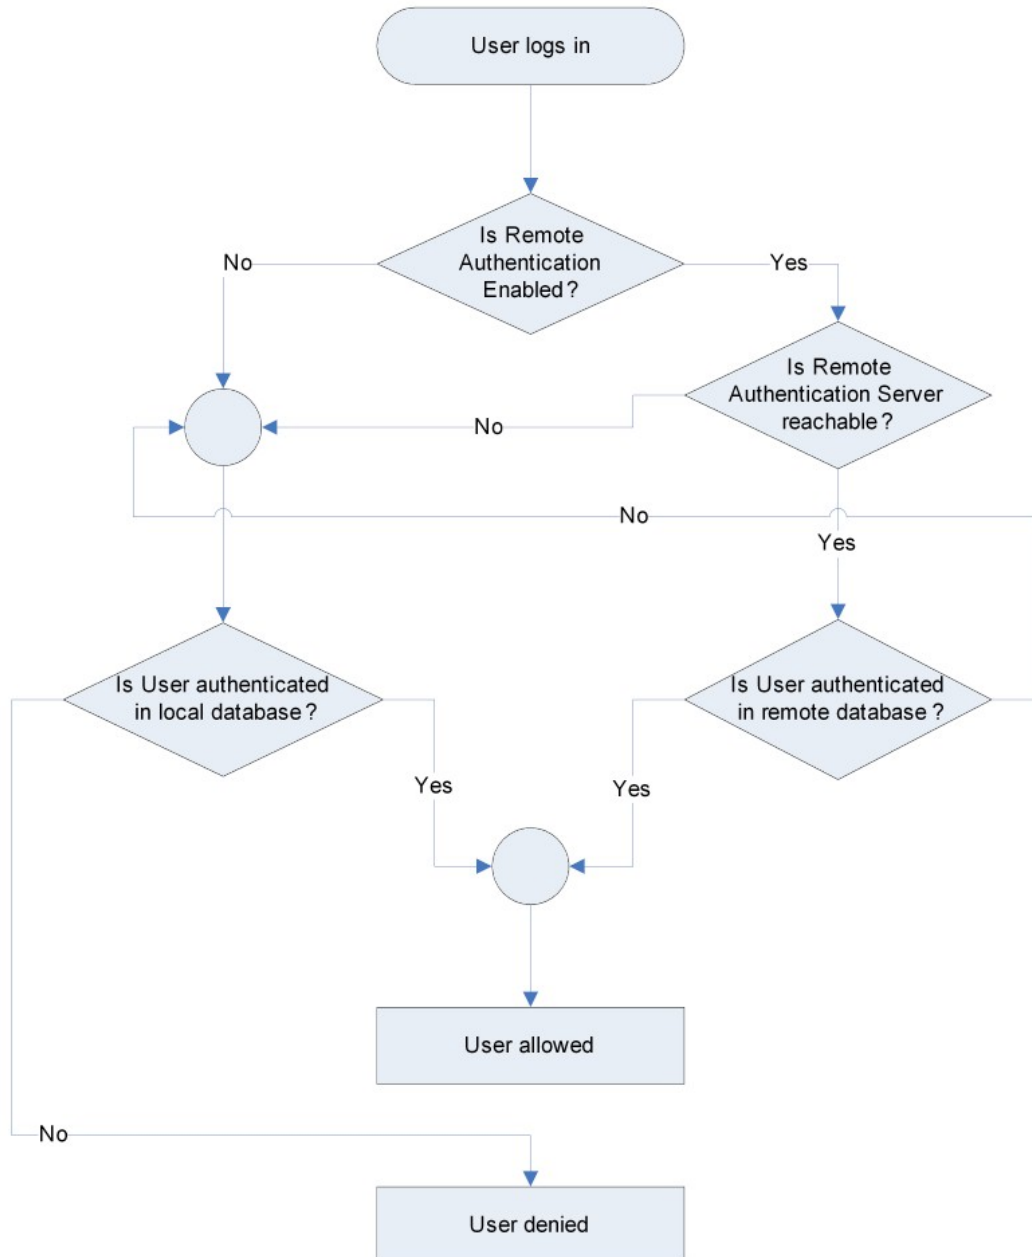 User logs in
Is Remote
Authentication
Enabled?
No
Yes
Is Remote
Authentication Server
reachable?
No
No
Yes
Is User authenticated
in local database?
Is User authenticated
in remote database?
Yes
Yes
User allowed
No
User denied